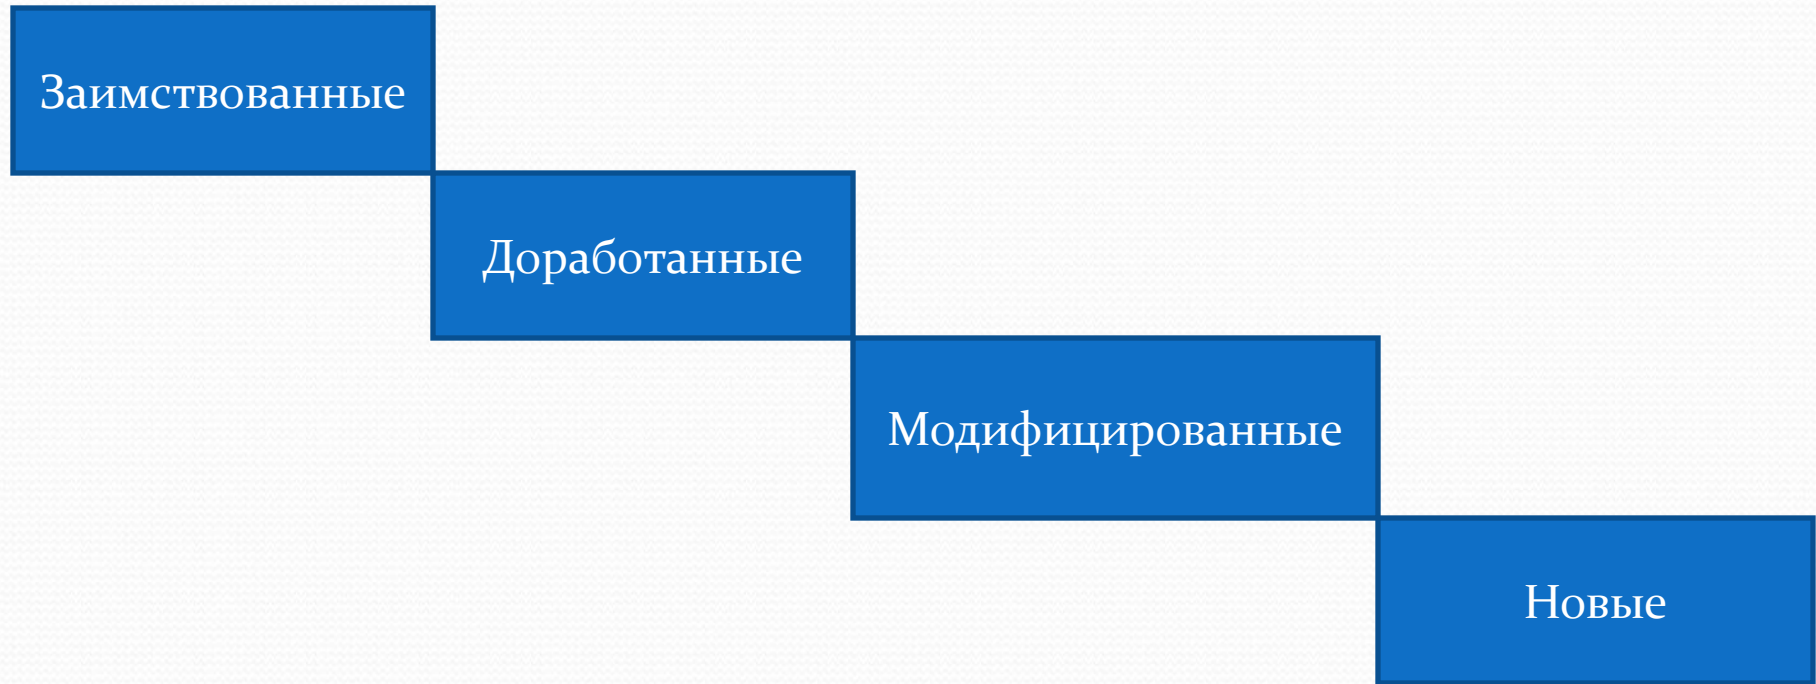 Заимствованные
Доработанные
Модифицированные
Новые